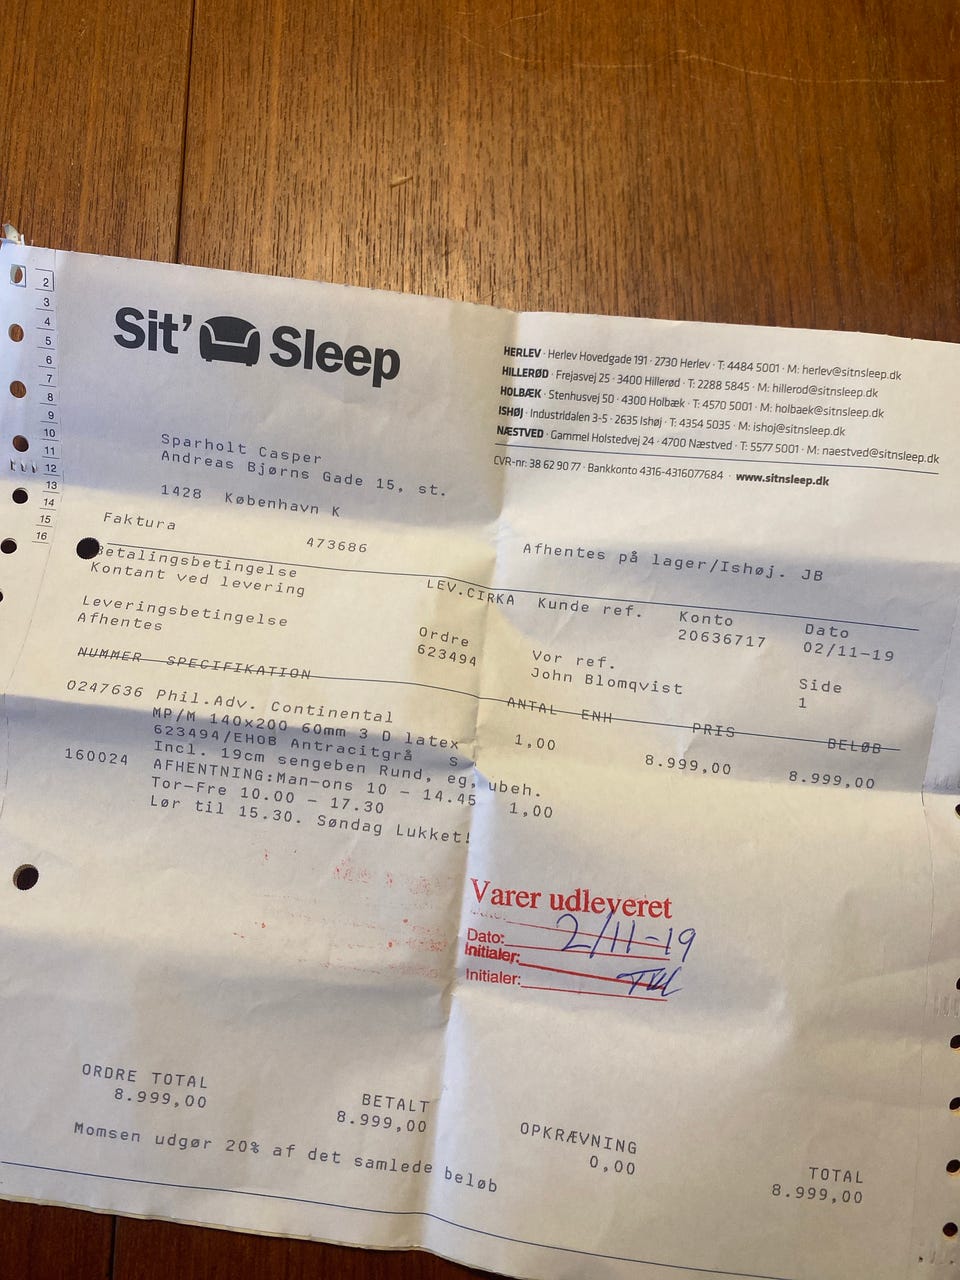 Sit' Sleep
HERLEV · Herlev Hovedgade 191 · 2730 Herlev · T: 4484 5001 · M: herlev@sitnsleep.dk
HILLERØD · Frejasvej 25 · 3400 Hillerød · T: 2288 5845 · M: hillerod@sitnsleep.dk
HOLBÆK · Stenhusvej 50 · 4300 Holbæk · T: 4570 5001 · M: holbaek@sitnsleep.dk
ISHØJ · Industridalen 3-5 · 2635 Ishøj · T: 4354 5035 · M: ishoj@sitnsleep.dk
NÆSTVED · Gammel Holstedvej 24 · 4700 Næstved · T: 5577 5001 · M: naestved@sitnsleep.dk
CVR-nr: 38 62 90 77 · Bankkonto 4316-4316077684 · www.sitnsleep.dk
2
3
4
5
6
7
8
9
10
11
12
13
14
15
16
Sparholt Casper
Andreas Bjørns Gade 15, st.
1428 København K
Faktura 473686
Afhentes på lager/Ishøj. JB
Betalingsbetingelse LEV.CIRKA Kunde ref. Konto Dato
Kontant ved levering 20636717 02/11-19
Leveringsbetingelse Ordre Vor ref. Side
Afhentes 623494 John Blomqvist 1
NUMMER SPECIFIKATION ANTAL ENH PRIS BELØB
0247636 Phil.Adv. Continental 1,00 8.999,00 8.999,00
MP/M 140x200 60mm 3 D latex
623494/EHOB Antracitgrå S
Incl. 19cm sengeben Rund, eg, ubeh.
160024 AFHENTNING:Man-ons 10 - 14.45 1,00
Tor-Fre 10.00 - 17.30
Lør til 15.30. Søndag Lukket!
Varer udleveret
Dato: 2/11-19
Initialer:
Initialer:
ORDRE TOTAL BETALT OPKRÆVNING TOTAL
8.999,00 8.999,00 0,00 8.999,00
Momsen udgør 20% af det samlede beløb